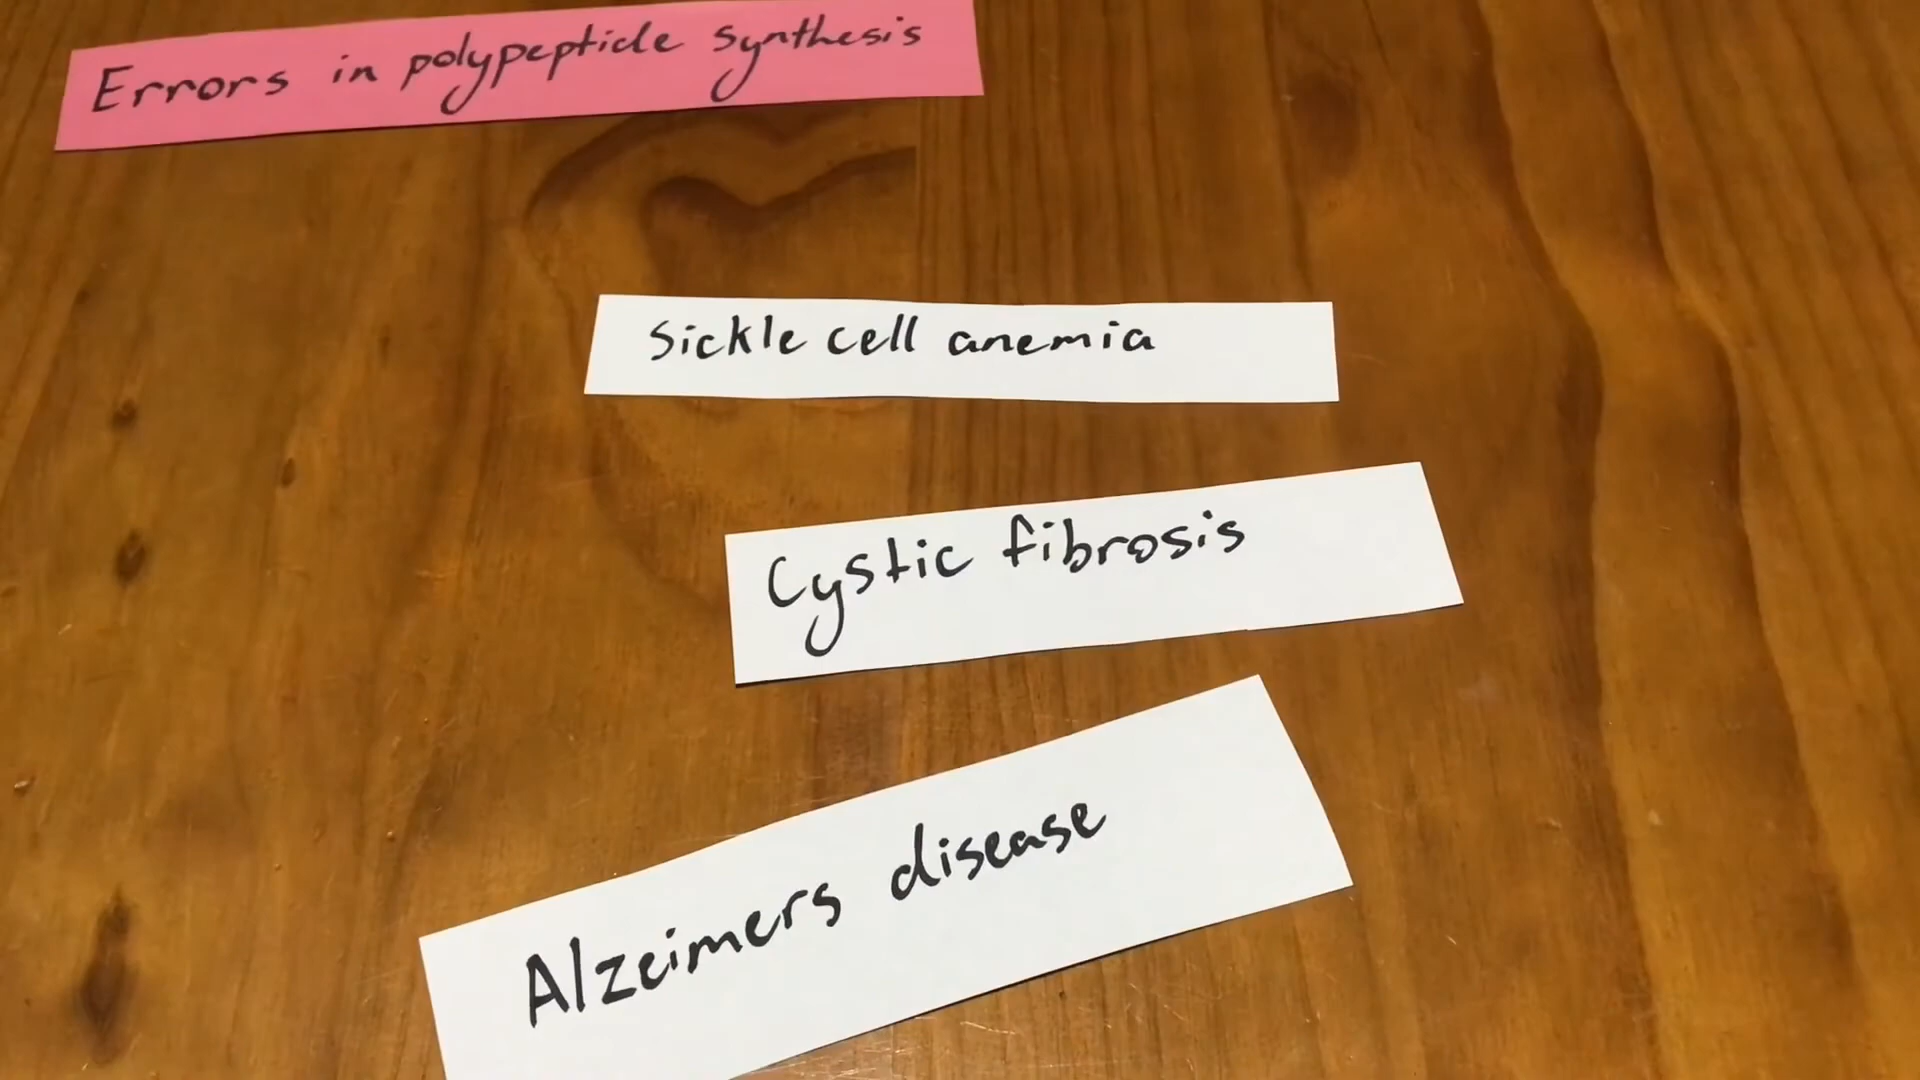 Errors in polypeptide synthesis
Sickle cell anemia
Cystic fibrosis
Alzeimers disease